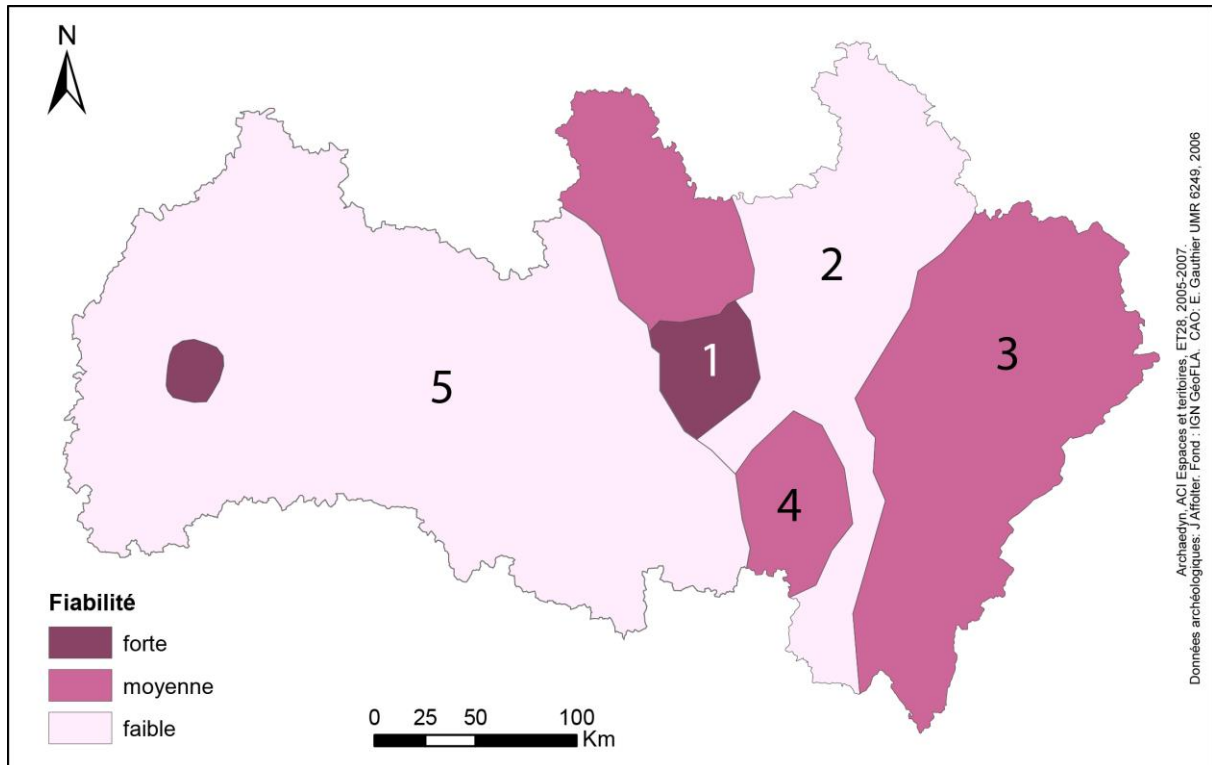 N
2
1
3
5
4
Fiabilité
forte
moyenne
faible
0 25 50 100
Km
Archaedyn, ACI Espaces et teritoires, ET28, 2005-2007.
Données archéologiques: J Affolter. Fond : IGN GéoFLA. CAO: E. Gauthier UMR 6249, 2006